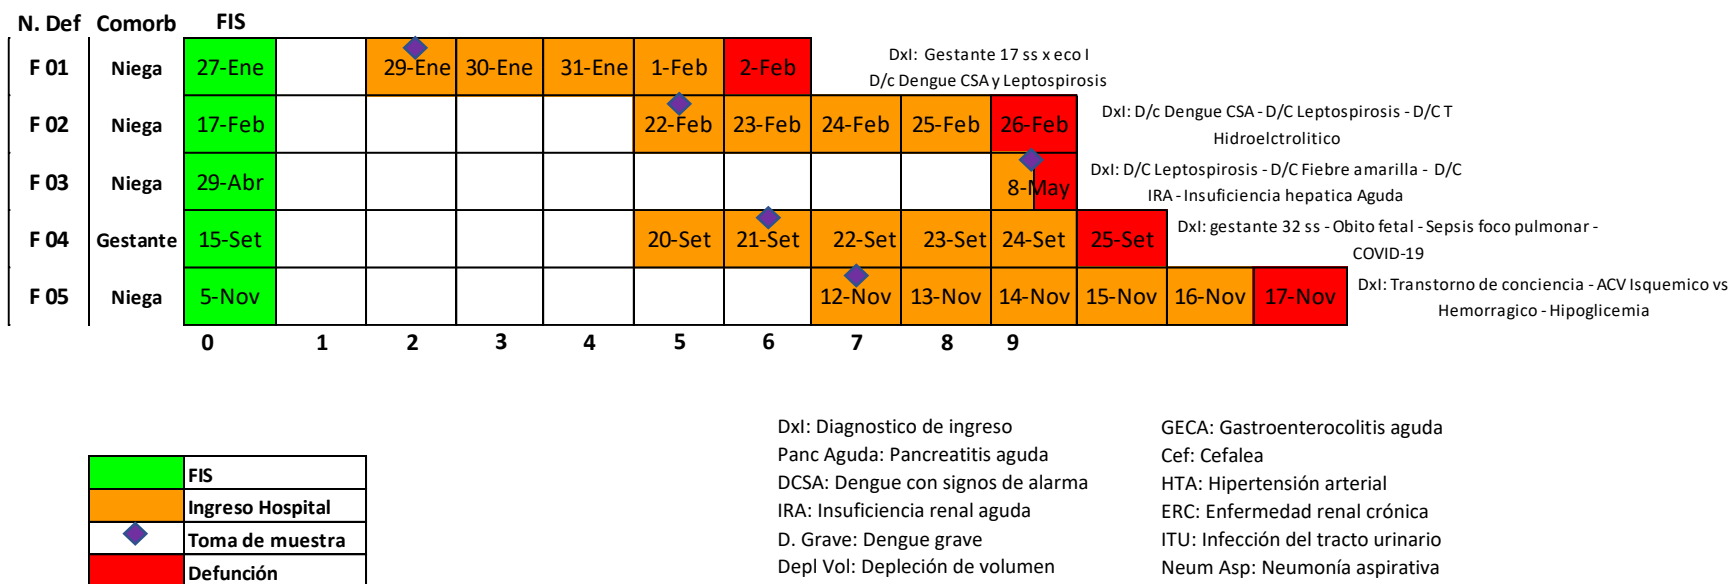 N. Def Comorb FIS
F 01 Niega 27-Ene 29-Ene 30-Ene 31-Ene 1-Feb 2-Feb
DxI: Gestante 17 ss x eco I
D/c Dengue CSA y Leptospirosis
F 02 Niega 17-Feb 22-Feb 23-Feb 24-Feb 25-Feb 26-Feb
DxI: D/c Dengue CSA - D/C Leptospirosis - D/C T
Hidroelctrolitico
F 03 Niega 29-Abr 8-May
DxI: D/C Leptospirosis - D/C Fiebre amarilla - D/C
IRA - Insuficiencia hepatica Aguda
F 04 Gestante 15-Set 20-Set 21-Set 22-Set 23-Set 24-Set 25-Set
DxI: gestante 32 ss - Obito fetal - Sepsis foco pulmonar -
COVID-19
F 05 Niega 5-Nov 12-Nov 13-Nov 14-Nov 15-Nov 16-Nov 17-Nov
DxI: Transtorno de conciencia - ACV Isquemico vs
Hemorragico - Hipoglicemia
0 1 2 3 4 5 6 7 8 9
FIS
Ingreso Hospital
Toma de muestra
Defunción
DxI: Diagnostico de ingreso
Panc Aguda: Pancreatitis aguda
DCSA: Dengue con signos de alarma
IRA: Insuficiencia renal aguda
D. Grave: Dengue grave
Depl Vol: Depleción de volumen
GECA: Gastroenterocolitis aguda
Cef: Cefalea
HTA: Hipertensión arterial
ERC: Enfermedad renal crónica
ITU: Infección del tracto urinario
Neum Asp: Neumonía aspirativa